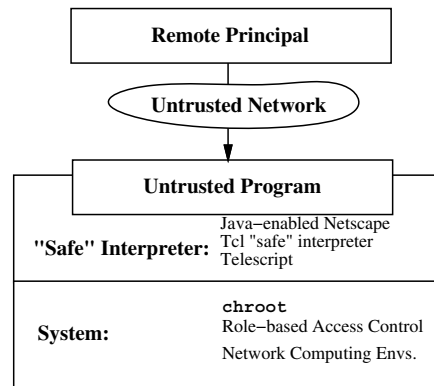 Remote Principal
Untrusted Network
Untrusted Program
"Safe" Interpreter:
Java−enabled Netscape
Tcl "safe" interpreter
Telescript
System:
chroot
Role−based Access Control
Network Computing Envs.